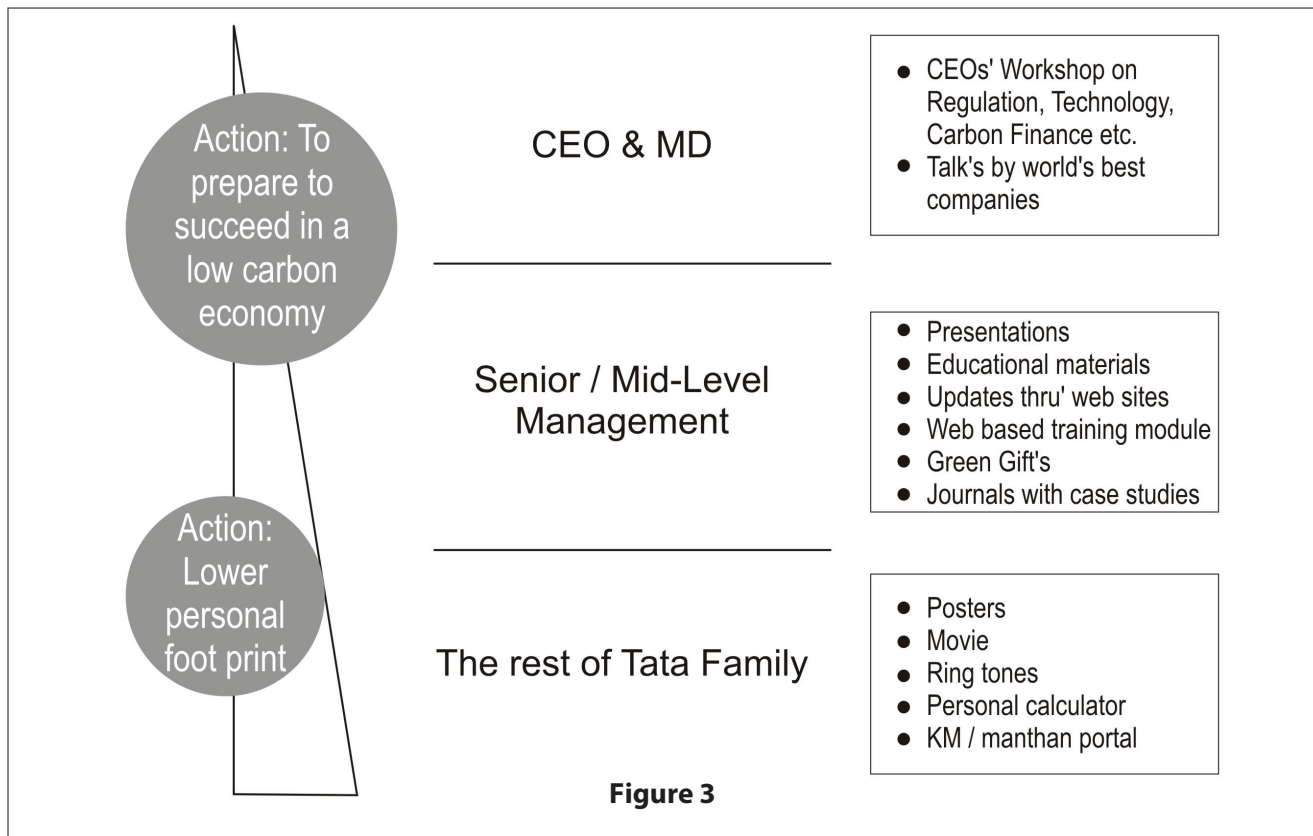 Action: To
prepare to
succeed in a
low carbon
economy
CEO & MD
● CEOs' Workshop on
Regulation, Technology,
Carbon Finance etc.
● Talk's by world's best
companies
Senior / Mid-Level
Management
● Presentations
● Educational materials
● Updates thru' web sites
● Web based training module
● Green Gift's
● Journals with case studies
Action:
Lower
personal
foot print
The rest of Tata Family
● Posters
● Movie
● Ring tones
● Personal calculator
● KM / manthan portal
Figure 3